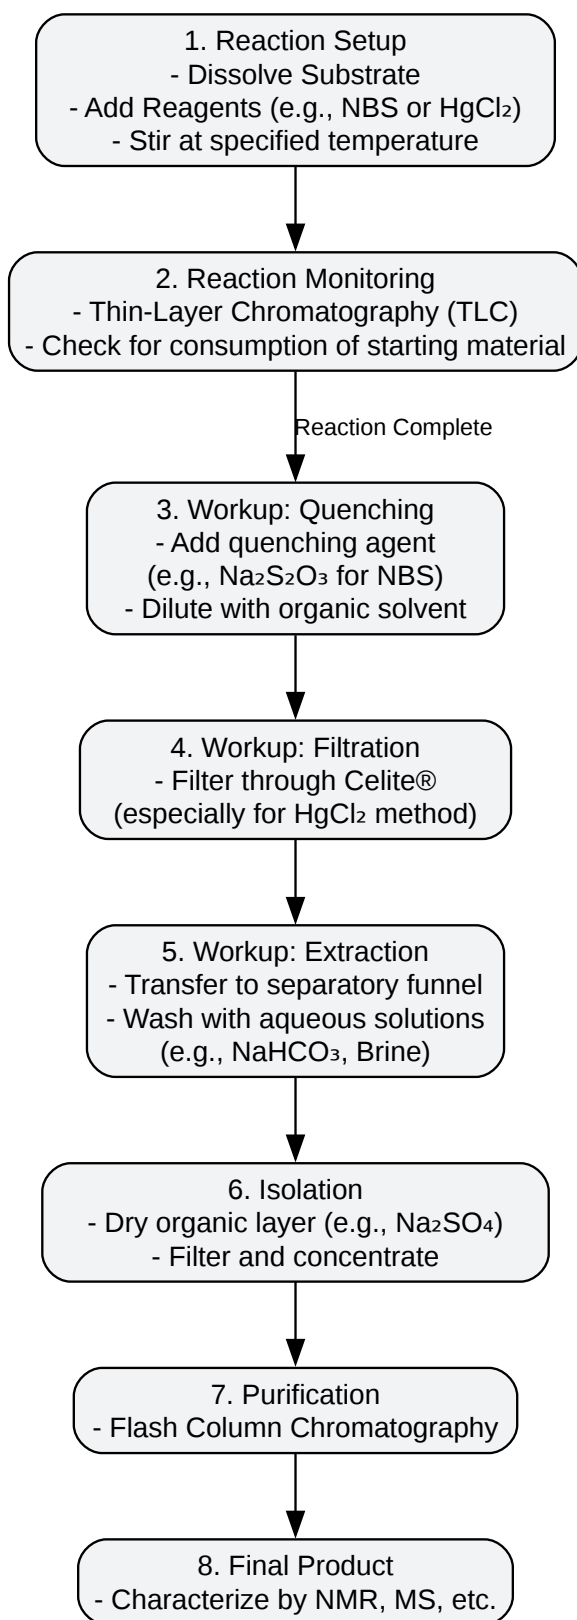 1. Reaction Setup
- Dissolve Substrate
- Add Reagents (e.g., NBS or HgCl₂)
- Stir at specified temperature
2. Reaction Monitoring
- Thin-Layer Chromatography (TLC)
- Check for consumption of starting material
Reaction Complete
3. Workup: Quenching
- Add quenching agent
(e.g., Na₂S₂O₃ for NBS)
- Dilute with organic solvent
4. Workup: Filtration
- Filter through Celite®
(especially for HgCl₂ method)
5. Workup: Extraction
- Transfer to separatory funnel
- Wash with aqueous solutions
(e.g., NaHCO₃, Brine)
6. Isolation
- Dry organic layer (e.g., Na₂SO₄)
- Filter and concentrate
7. Purification
- Flash Column Chromatography
8. Final Product
- Characterize by NMR, MS, etc.